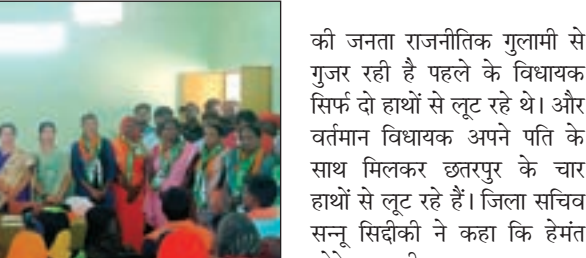 की जनता राजनीतिक गुलामी से
गुजर रही है पहले के विधायक
सिर्फ दो हाथों से लूट रहे थे। और
वर्तमान विधायक अपने पति के
साथ मिलकर छतरपुर के चार
हाथों से लूट रहे हैं। जिला सचिव
सन्नू सिद्दीकी ने कहा कि हेमंत